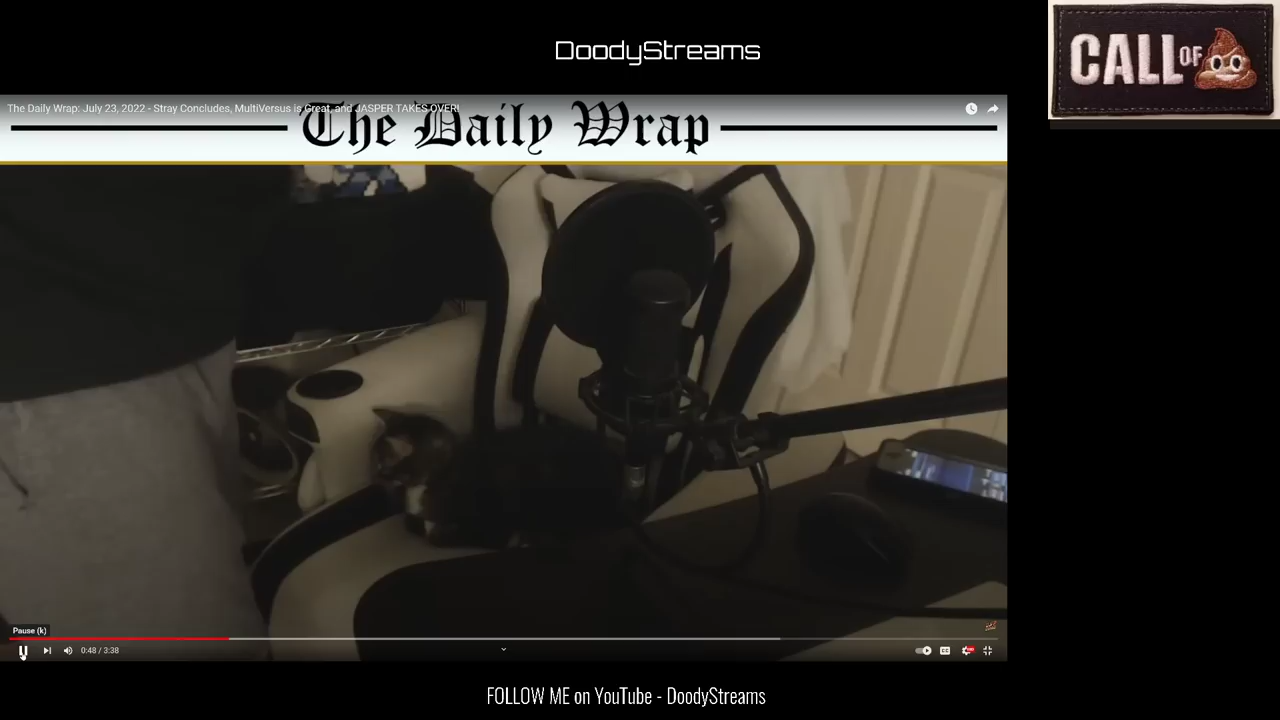 DoodyStreams
CALL OF
The Daily Wrap: July 23, 2022 - Stray Concludes, MultiVersus is Great, and JASPER TAKES OVER!
The Daily Wrap
Pause (k)
0:48 / 3:38
CC
FOLLOW ME on YouTube - DoodyStreams